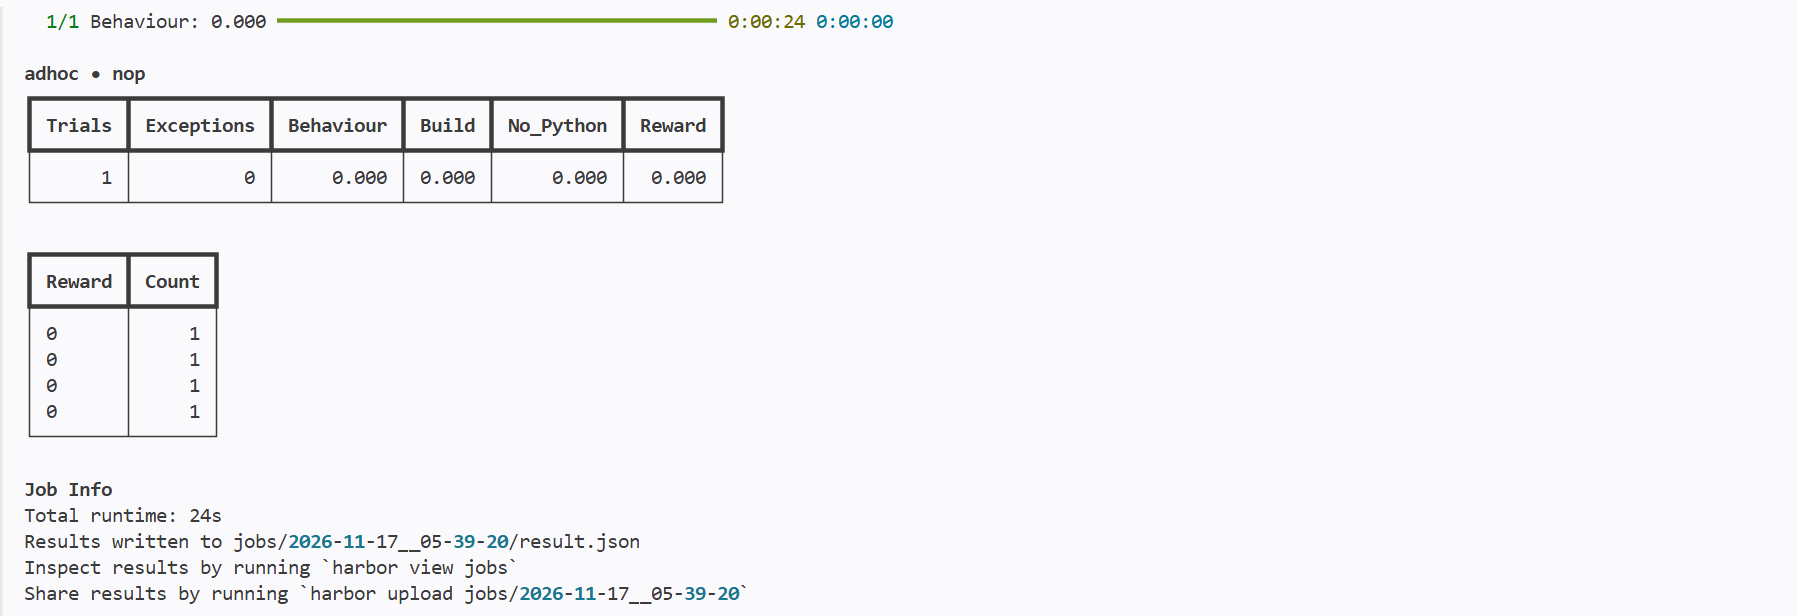 1/1 Behaviour: 0.000 0:00:24 0:00:00
adhoc • nop
Trials Exceptions Behaviour Build No_Python Reward
1 0 0.000 0.000 0.000 0.000
Reward Count
0 1
0 1
0 1
0 1
Job Info
Total runtime: 24s
Results written to jobs/2026-11-17__05-39-20/result.json
Inspect results by running `harbor view jobs`
Share results by running `harbor upload jobs/2026-11-17__05-39-20`